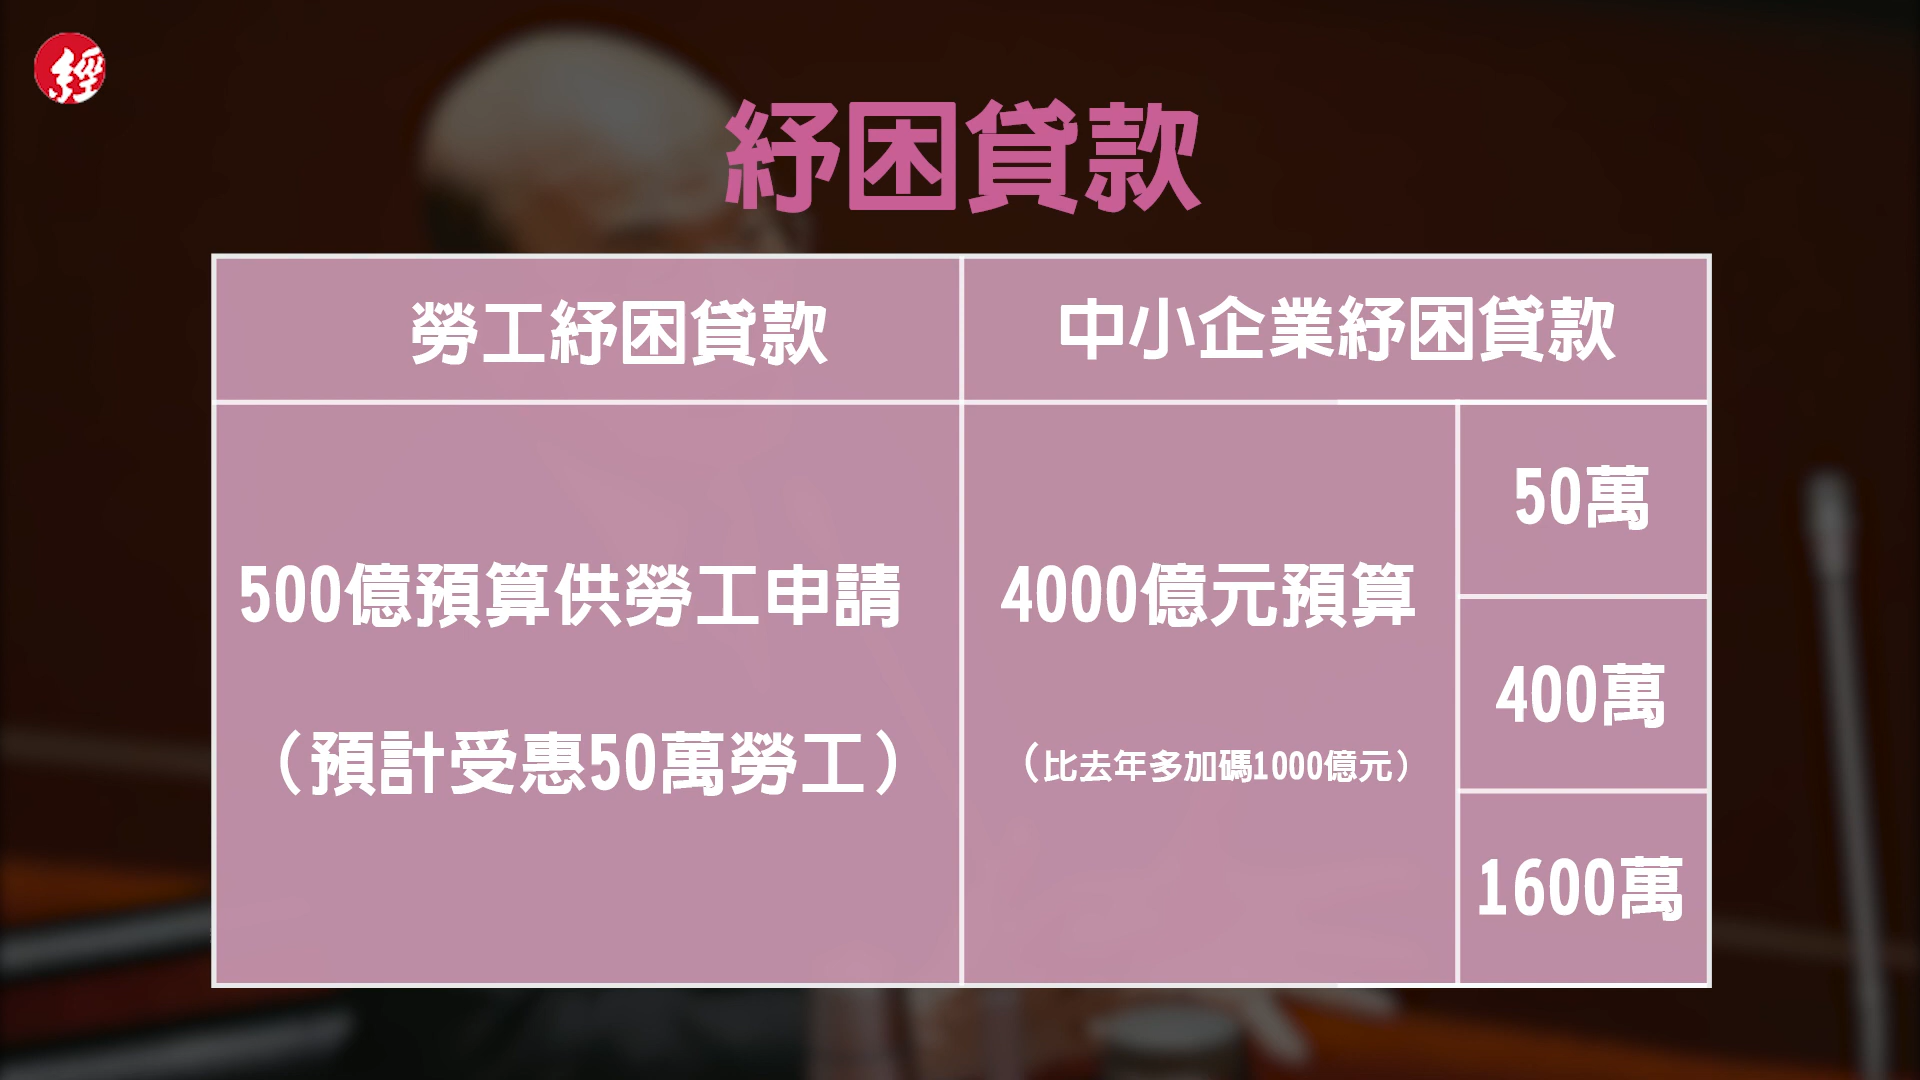 經
紓困貸款
勞工紓困貸款
中小企業紓困貸款
500億預算供勞工申請
（預計受惠50萬勞工）
4000億元預算
（比去年多加碼1000億元）
50萬
400萬
1600萬